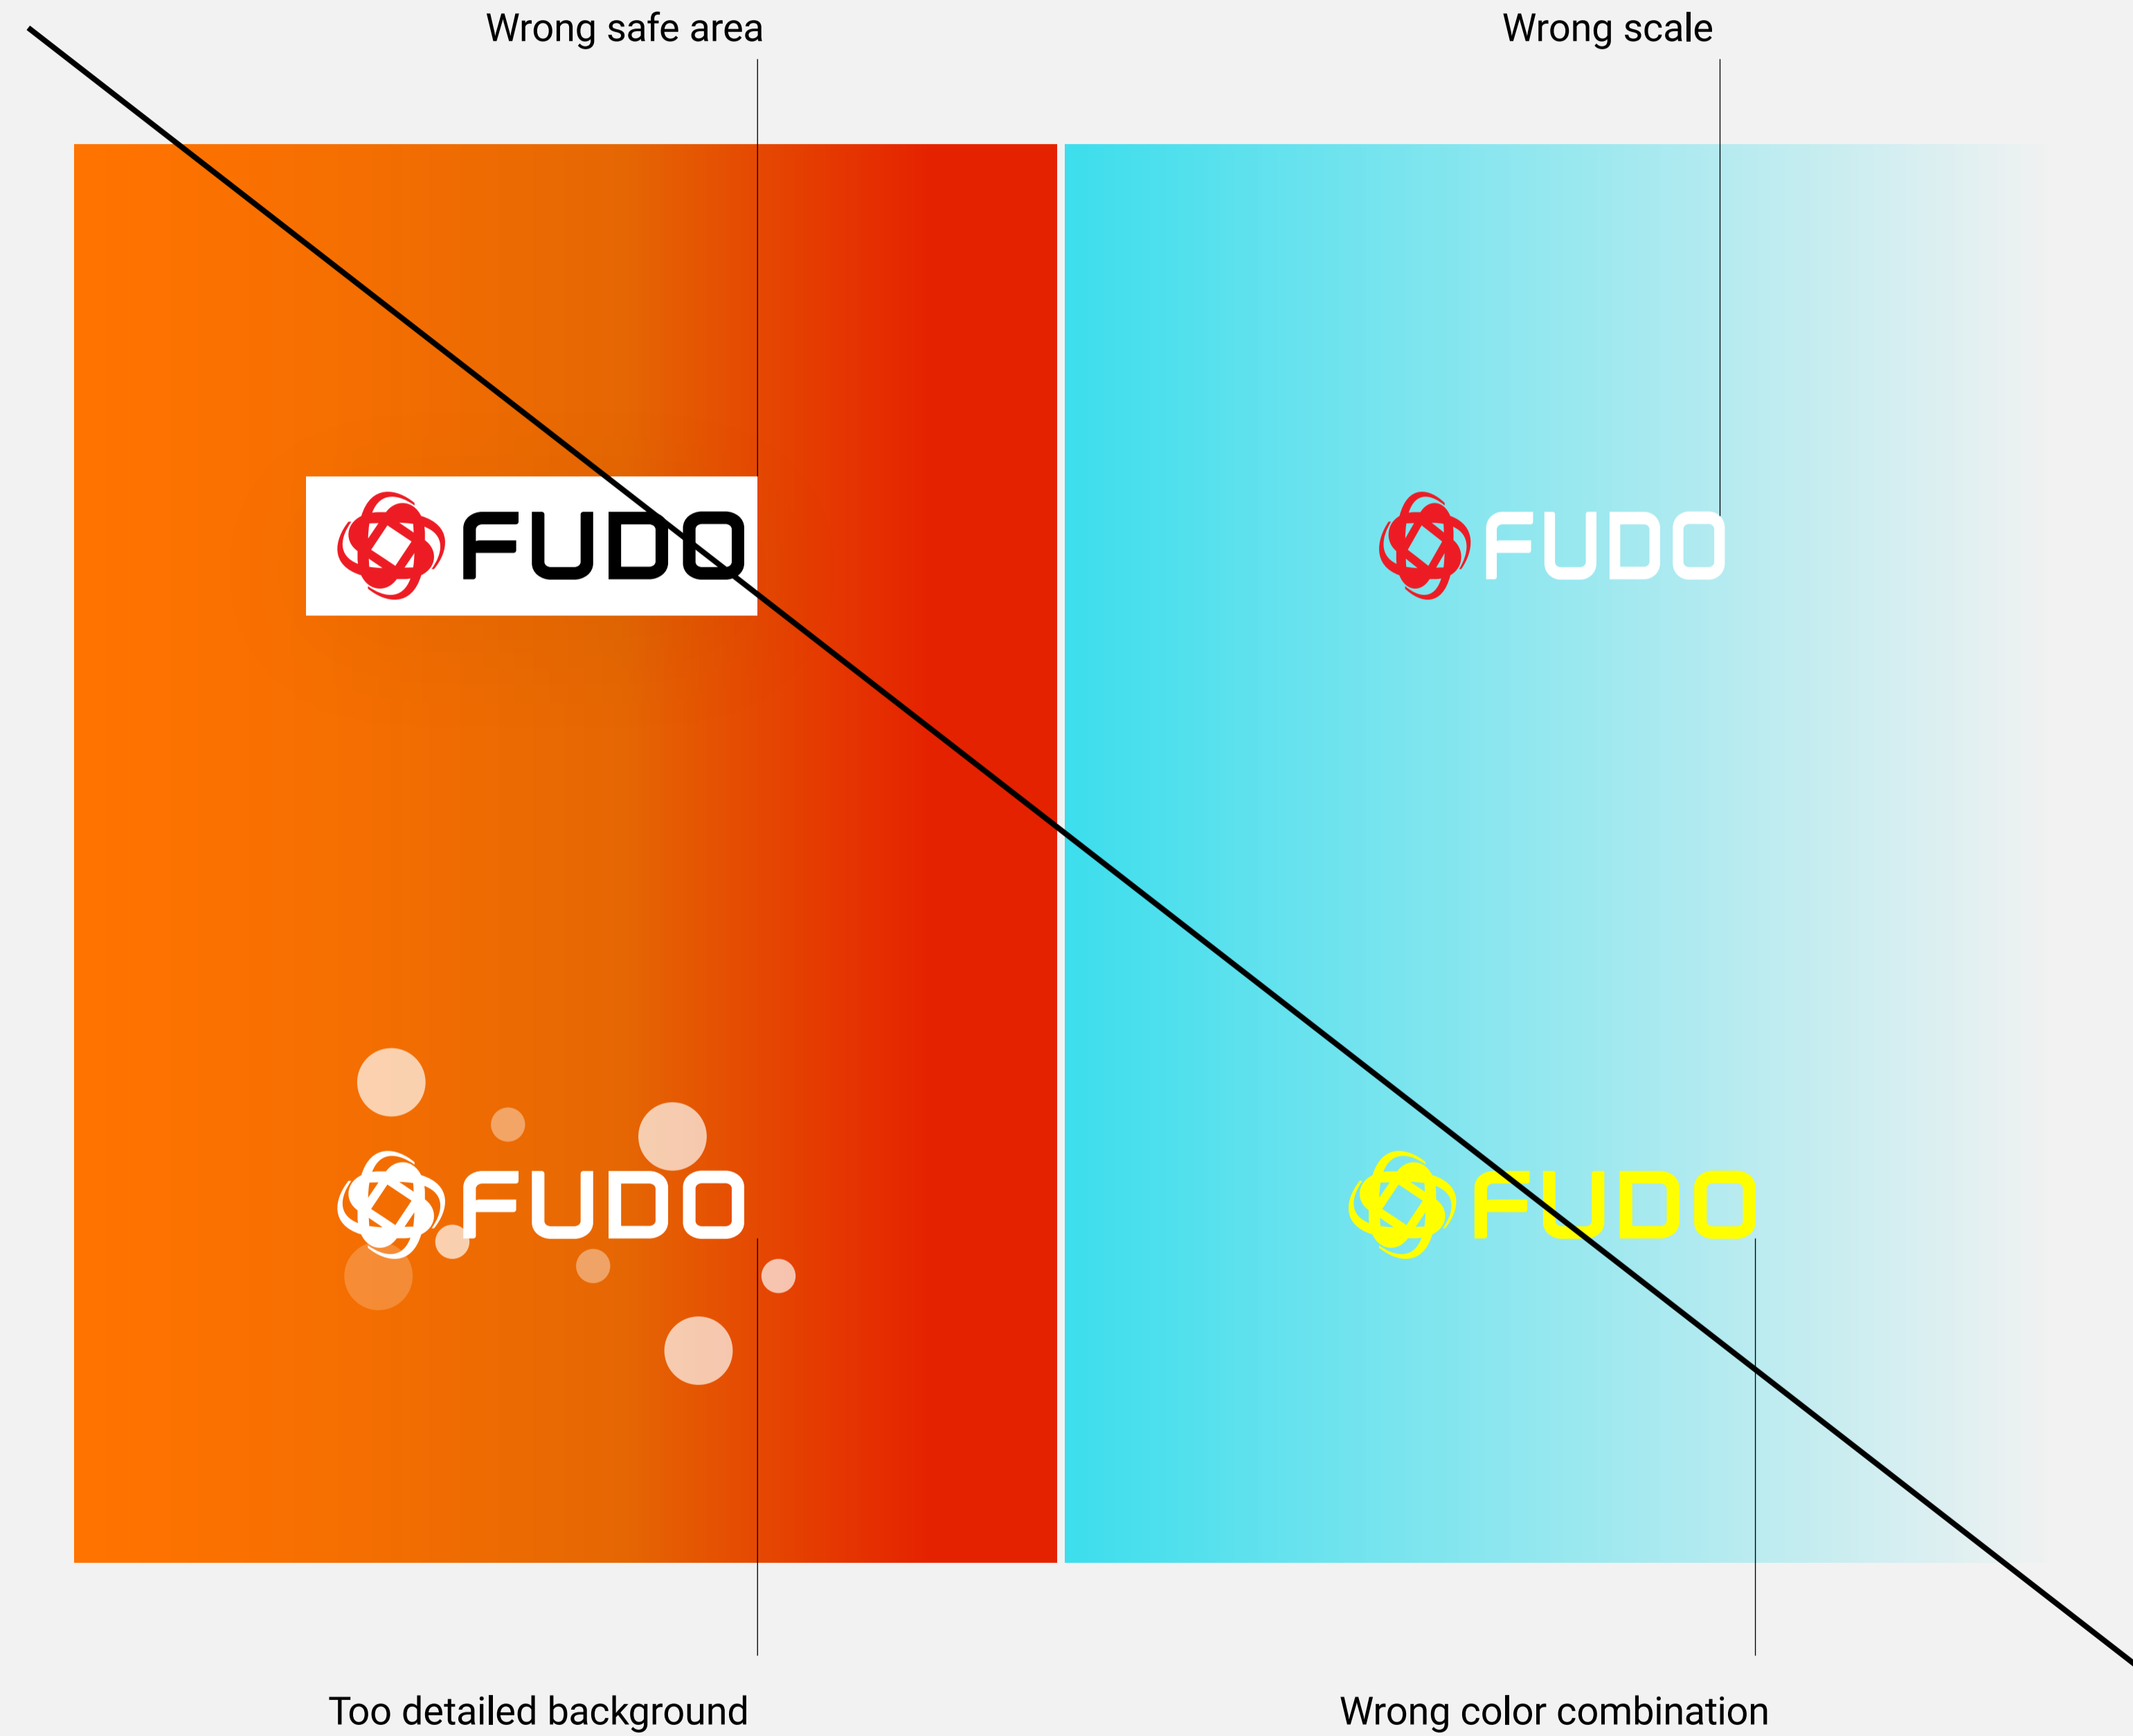 Wrong safe area
Wrong scale
FUDO
FUDO
FUDO
FUDO
Too detailed background
Wrong color combination